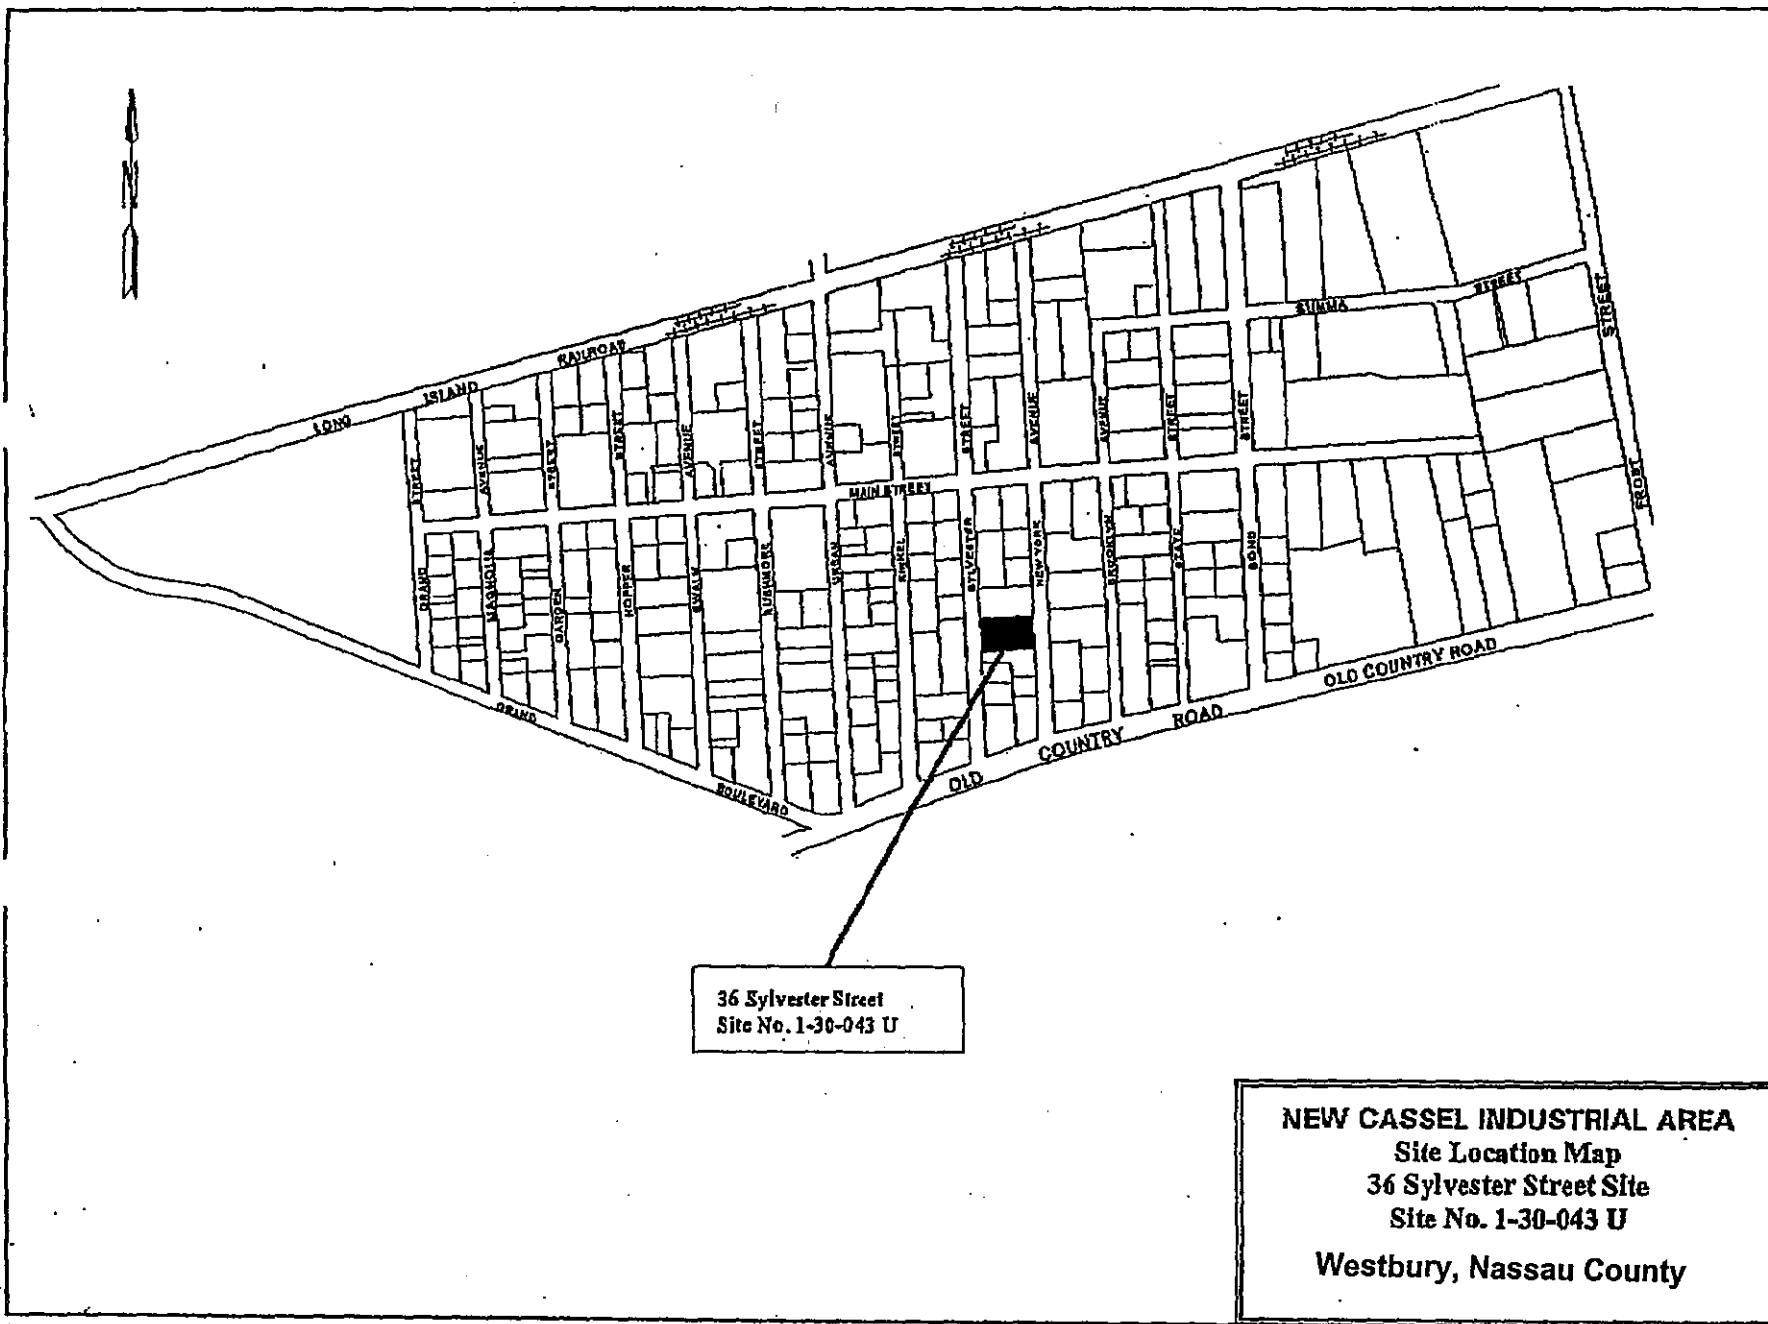 N
LONG ISLAND RAILROAD
STREET
AVENUE
STREET
STREET
AVENUE
STREET
AVENUE
STREET
STREET
AVENUE
AVENUE
STREET
STREET
SUMMA STREET
STREET
FROST
MAIN STREET
GRAND
MAGNOLIA
GARDEN
HOPPER
SWALM
RUSHMORE
URBAN
KINKEL
SYLVESTER
NEW YORK
BROOKLYN
STATE
BOND
GRAND BOULEVARD
OLD COUNTRY ROAD
OLD COUNTRY ROAD
36 Sylvester Street
Site No. 1-30-043 U
NEW CASSEL INDUSTRIAL AREA
Site Location Map
36 Sylvester Street Site
Site No. 1-30-043 U
Westbury, Nassau County